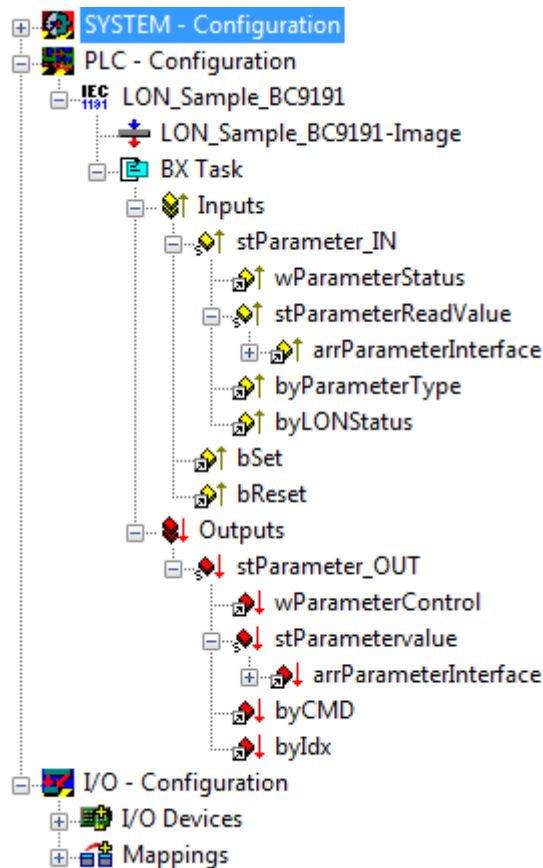 SYSTEM - Configuration
PLC - Configuration
IEC
1131
LON_Sample_BC9191
LON_Sample_BC9191-Image
BX Task
Inputs
stParameter_IN
wParameterStatus
stParameterReadValue
arrParameterInterface
byParameterType
byLONStatus
bSet
bReset
Outputs
stParameter_OUT
wParameterControl
stParametervalue
arrParameterInterface
byCMD
byIdx
I/O - Configuration
I/O Devices
Mappings